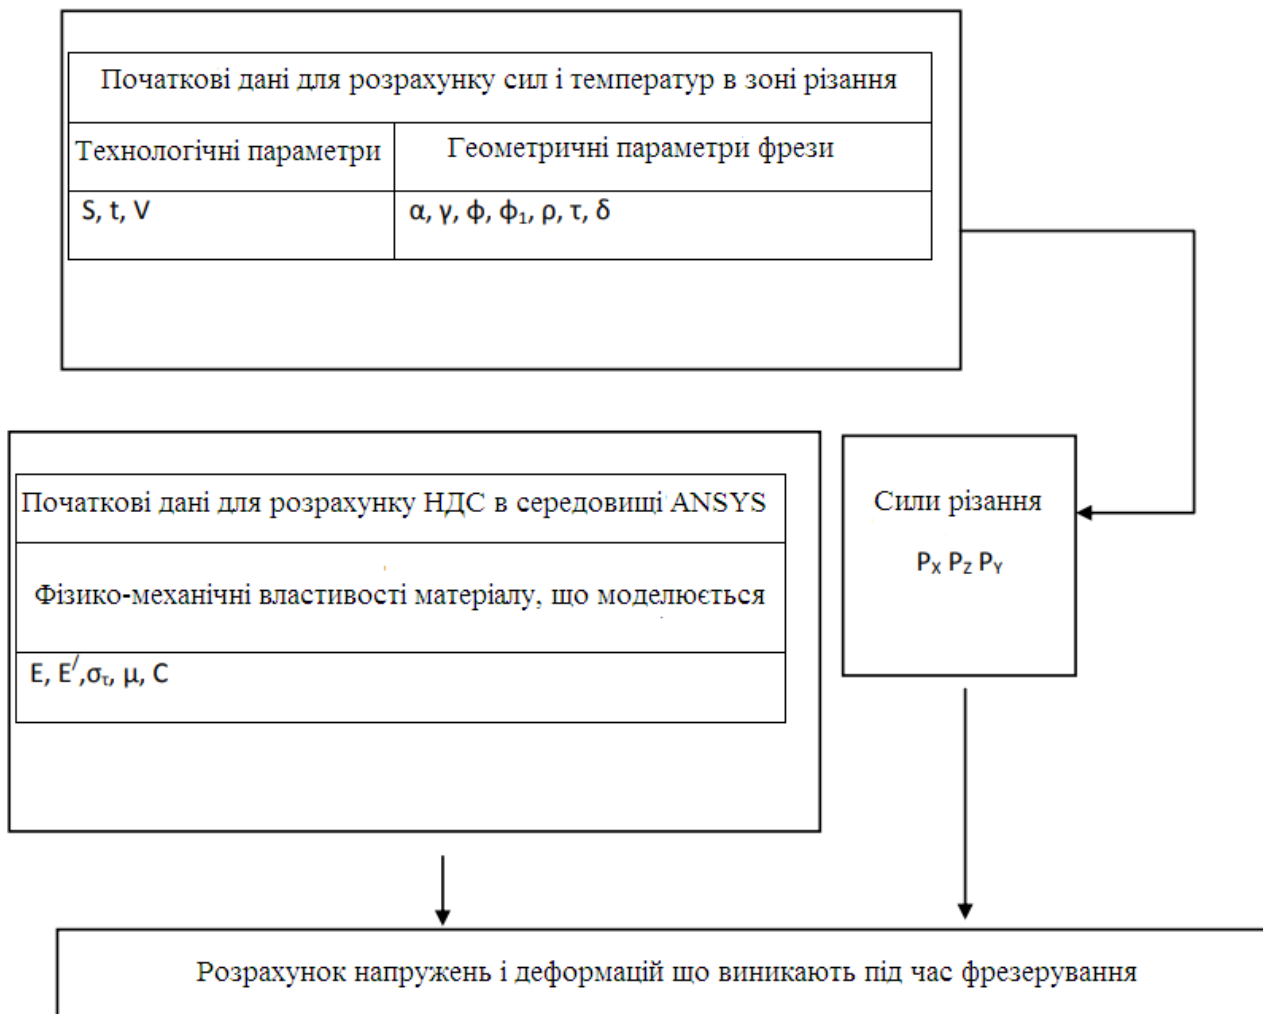 Початкові дані для розрахунку сил і температур в зоні різання
Технологічні параметри
Геометричні параметри фрези
S, t, V
α, γ, ϕ, ϕ₁, ρ, τ, δ
Початкові дані для розрахунку НДС в середовищі ANSYS
Фізико-механічні властивості матеріалу, що моделюється
E, E′,στ, μ, C
Сили різання
PX PZ PY
Розрахунок напружень і деформацій що виникають під час фрезерування